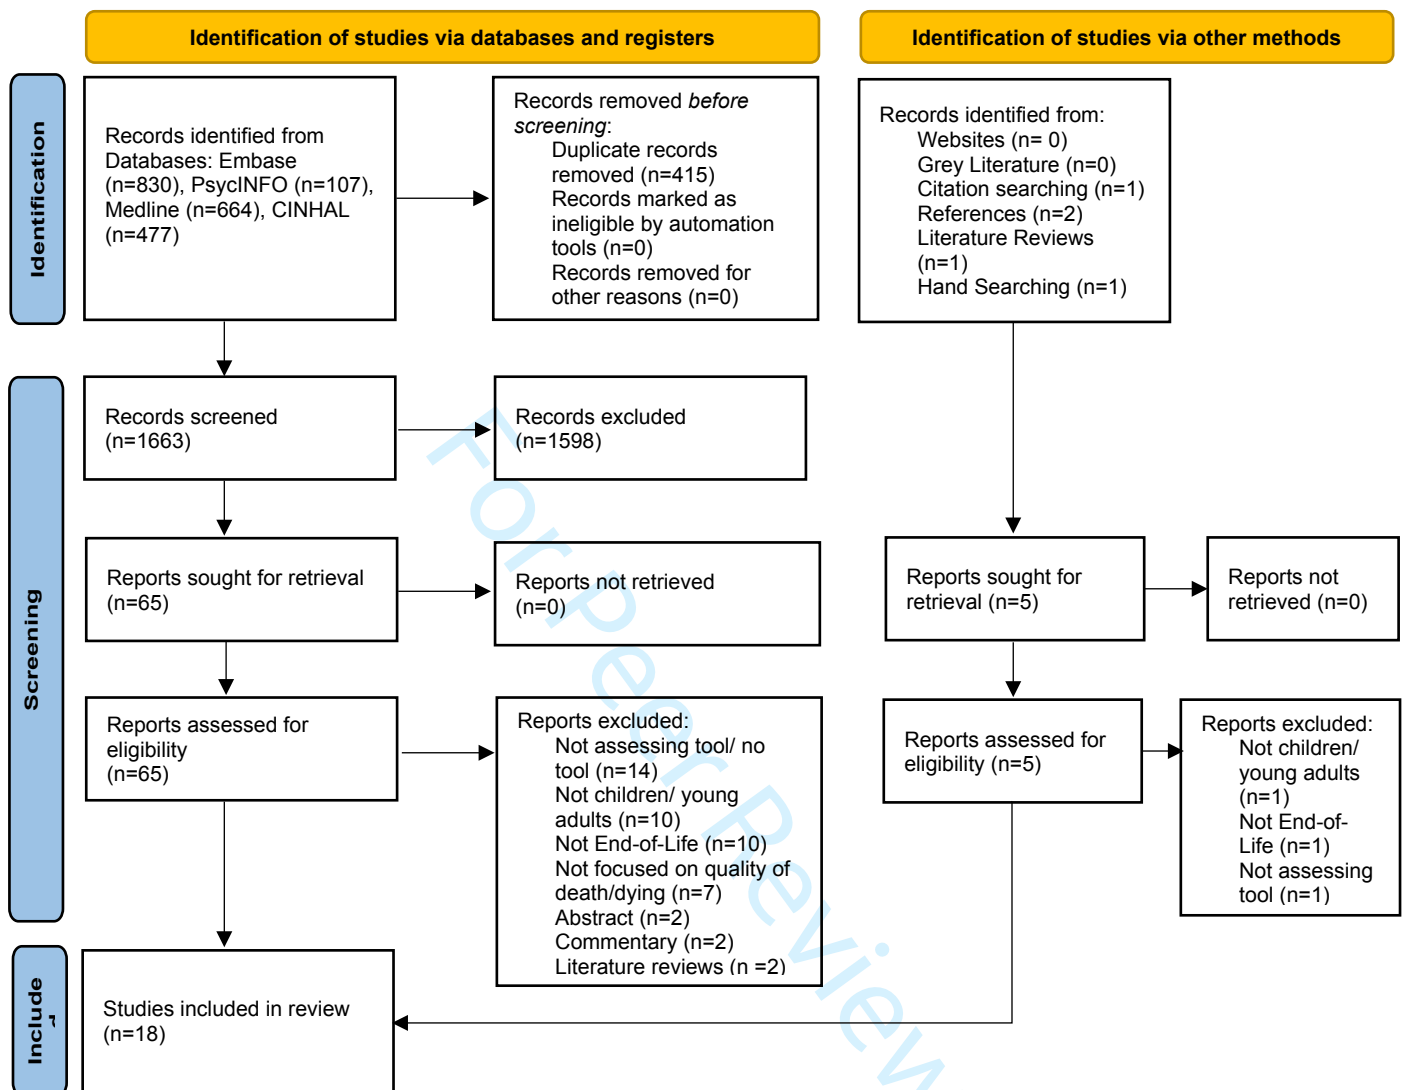 Identification of studies via databases and registers
Identification of studies via other methods
Identification
Records identified from
Databases: Embase
(n=830), PsycINFO (n=107),
Medline (n=664), CINHAL
(n=477)
Records removed before
screening:
Duplicate records
removed (n=415)
Records marked as
ineligible by automation
tools (n=0)
Records removed for
other reasons (n=0)
Records identified from:
Websites (n= 0)
Grey Literature (n=0)
Citation searching (n=1)
References (n=2)
Literature Reviews
(n=1)
Hand Searching (n=1)
Screening
Records screened
(n=1663)
Records excluded
(n=1598)
Reports sought for retrieval
(n=65)
Reports not retrieved
(n=0)
Reports sought for
retrieval (n=5)
Reports not
retrieved (n=0)
Reports assessed for
eligibility
(n=65)
Reports excluded:
Not assessing tool/ no
tool (n=14)
Not children/ young
adults (n=10)
Not End-of-Life (n=10)
Not focused on quality of
death/dying (n=7)
Abstract (n=2)
Commentary (n=2)
Literature reviews (n =2)
Reports assessed for
eligibility (n=5)
Reports excluded:
Not children/
young adults
(n=1)
Not End-of-
Life (n=1)
Not assessing
tool (n=1)
Include
Studies included in review
(n=18)
For Peer Review